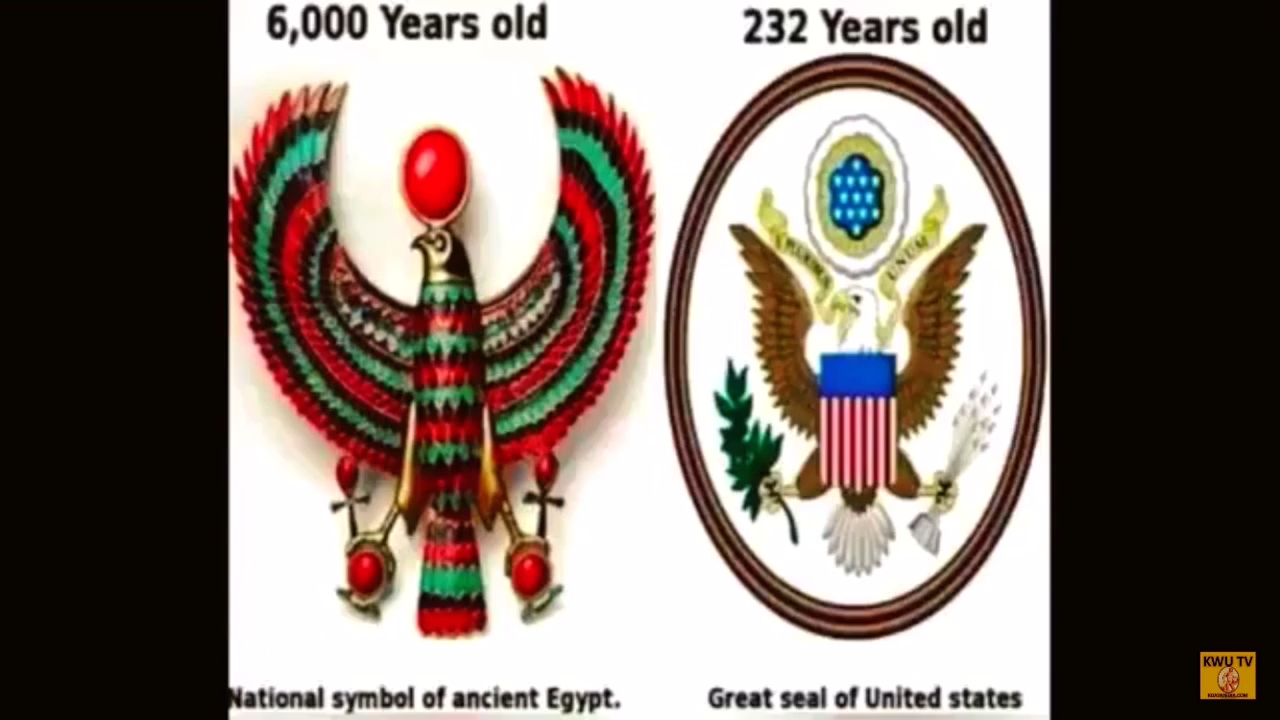 6,000 Years old
232 Years old
UNUM
National symbol of ancient Egypt.
Great seal of United states
KWU TV